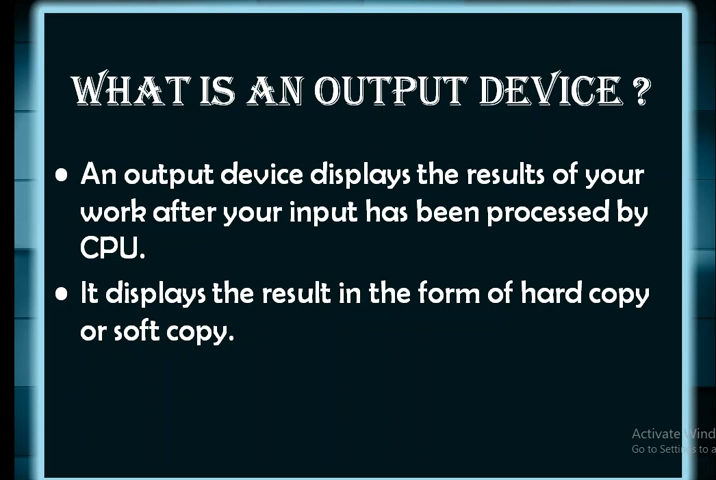 WHAT IS AN OUTPUT DEVICE ?
• An output device displays the results of your
work after your input has been processed by
CPU.
• It displays the result in the form of hard copy
or soft copy.
Activate Wind
Go to Settings to a